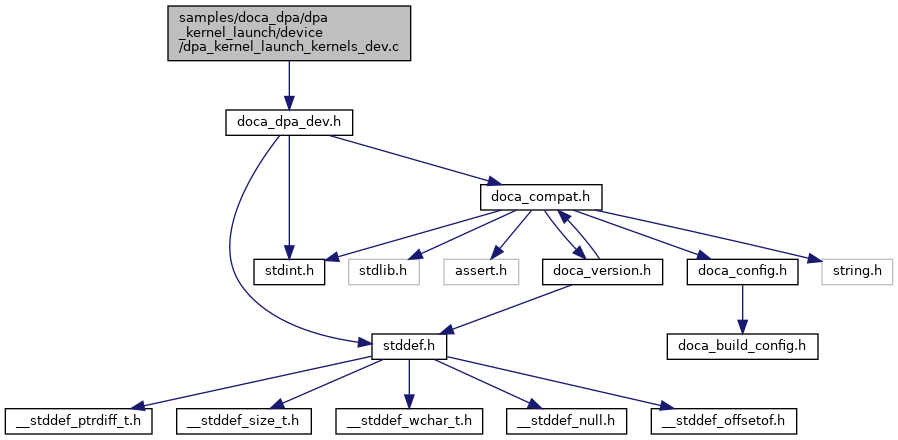 samples/doca_dpa/dpa
_kernel_launch/device
/dpa_kernel_launch_kernels_dev.c
doca_dpa_dev.h
doca_compat.h
stdint.h
stdlib.h
assert.h
doca_version.h
doca_config.h
string.h
stddef.h
doca_build_config.h
__stddef_ptrdiff_t.h
__stddef_size_t.h
__stddef_wchar_t.h
__stddef_null.h
__stddef_offsetof.h